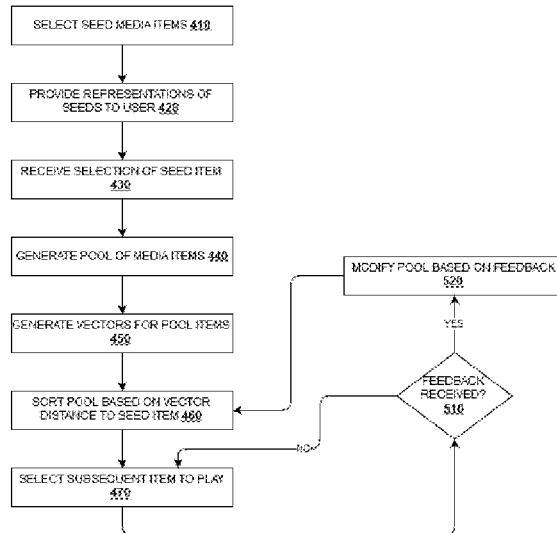 SELECT SEED MEDIA ITEMS 410
PROVIDE REPRESENTATIONS OF
SEEDS TO USER 420
RECEIVE SELECTION OF SEED ITEM
430
GENERATE POOL OF MEDIA ITEMS 440
GENERATE VECTORS FOR POOL ITEMS
450
SORT POOL BASED ON VECTOR
DISTANCE TO SEED ITEM 460
SELECT SUBSEQUENT ITEM TO PLAY
470
MODIFY POOL BASED ON FEEDBACK
520
YES
FEEDBACK
RECEIVED?
510
NO